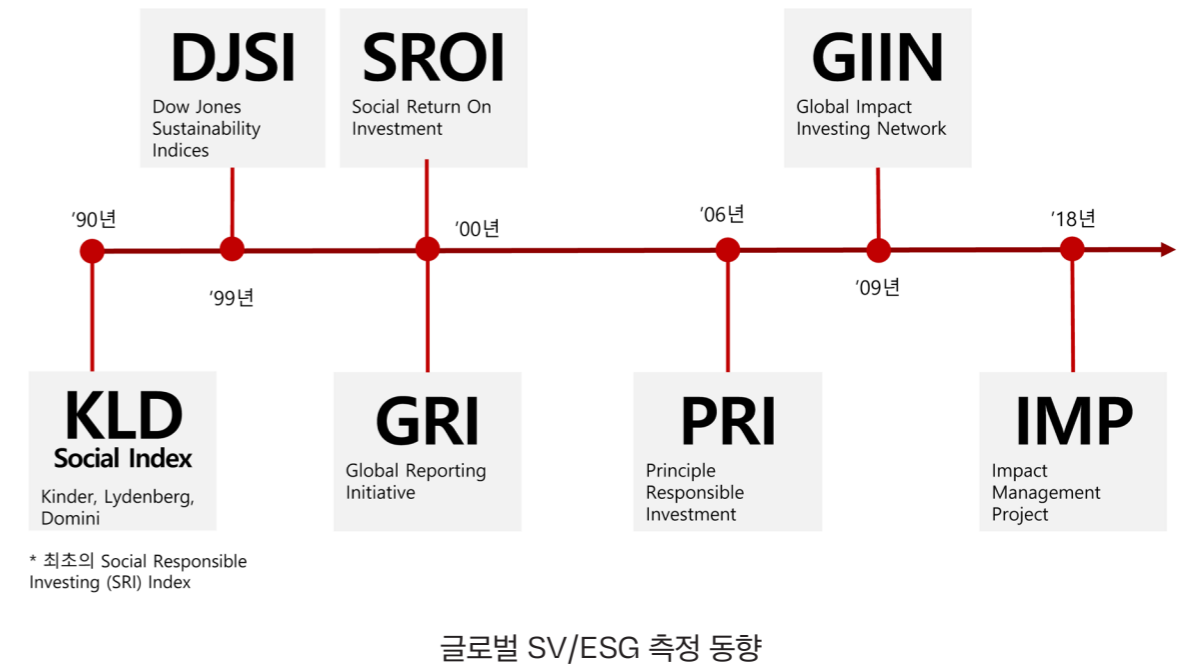 DJSI
Dow Jones
Sustainability
Indices
SROI
Social Return On
Investment
GIIN
Global Impact
Investing Network
'90년
'99년
'00년
'06년
'09년
'18년
KLD
Social Index
Kinder, Lydenberg,
Domini
* 최초의 Social Responsible
Investing (SRI) Index
GRI
Global Reporting
Initiative
PRI
Principle
Responsible
Investment
IMP
Impact
Management
Project
글로벌 SV/ESG 측정 동향